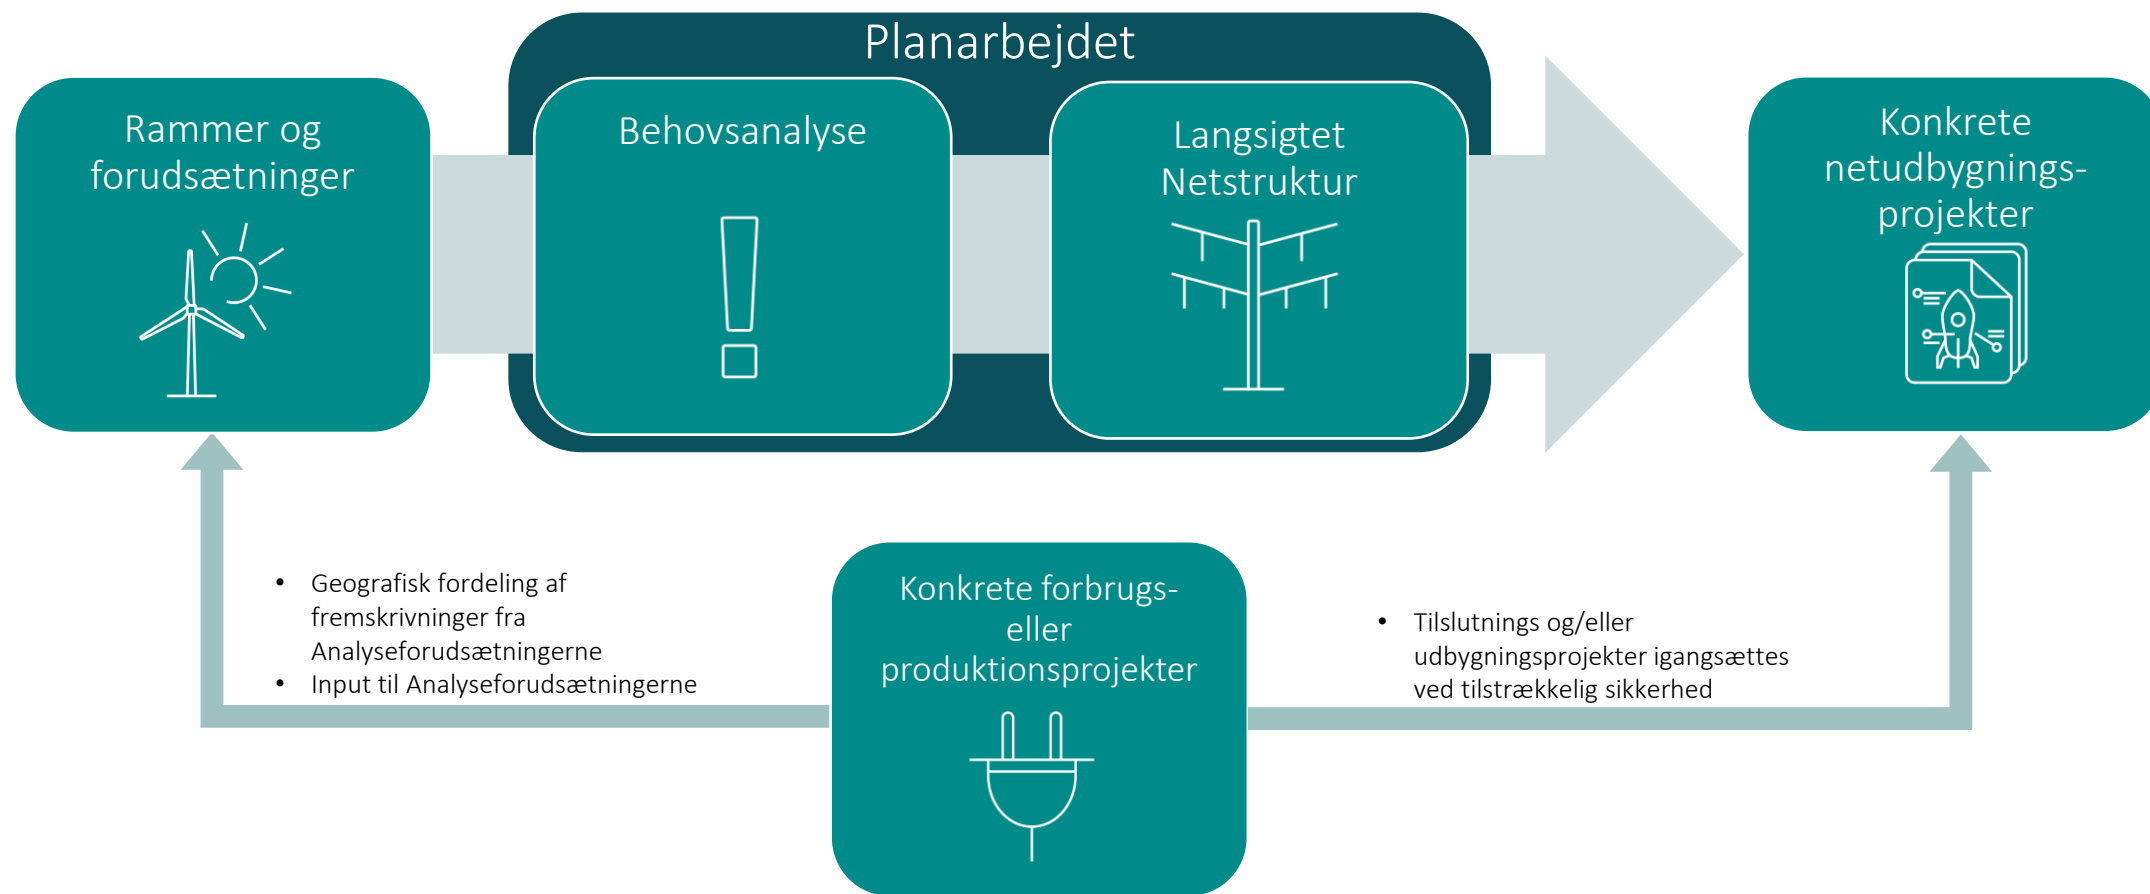 Planarbejdet
Rammer og
forudsætninger
Behovsanalyse
Langsigtet
Netstruktur
Konkrete
netudbygnings-
projekter
• Geografisk fordeling af
fremskrivninger fra
Analyseforudsætningerne
• Input til Analyseforudsætningerne
Konkrete forbrugs-
eller
produktionsprojekter
• Tilslutnings og/eller
udbygningsprojekter igangsættes
ved tilstrækkelig sikkerhed